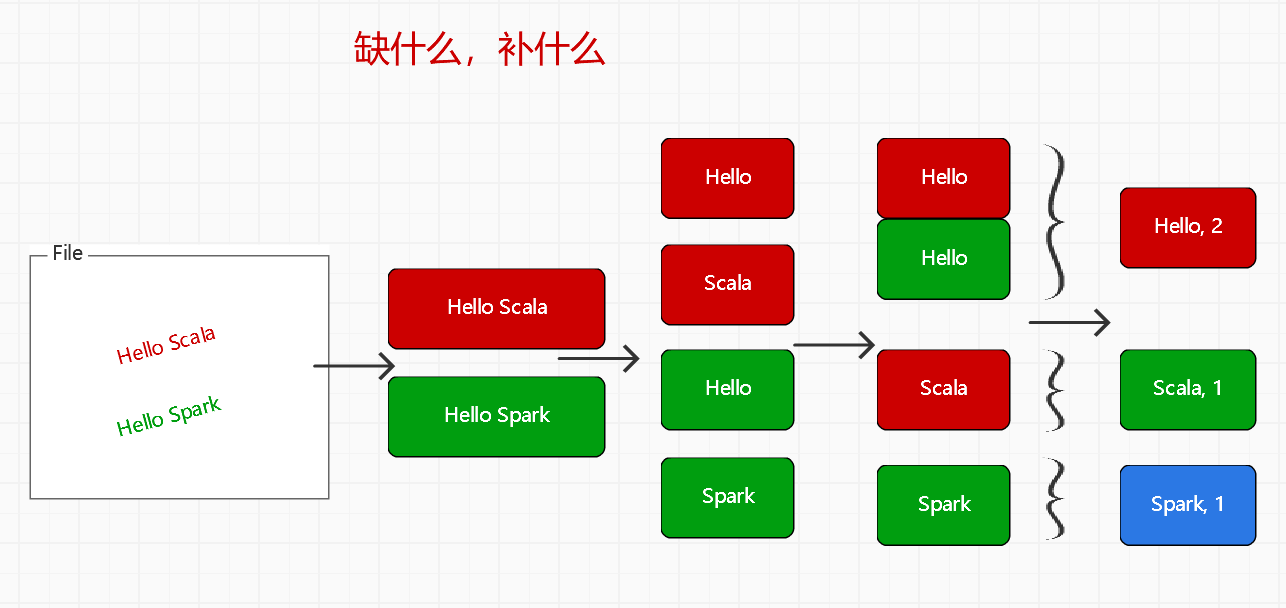 缺什么，补什么
File
Hello Scala
Hello Spark
Hello Scala
Hello Spark
Hello
Scala
Hello
Spark
Hello
Hello
Scala
Spark
Hello, 2
Scala, 1
Spark, 1